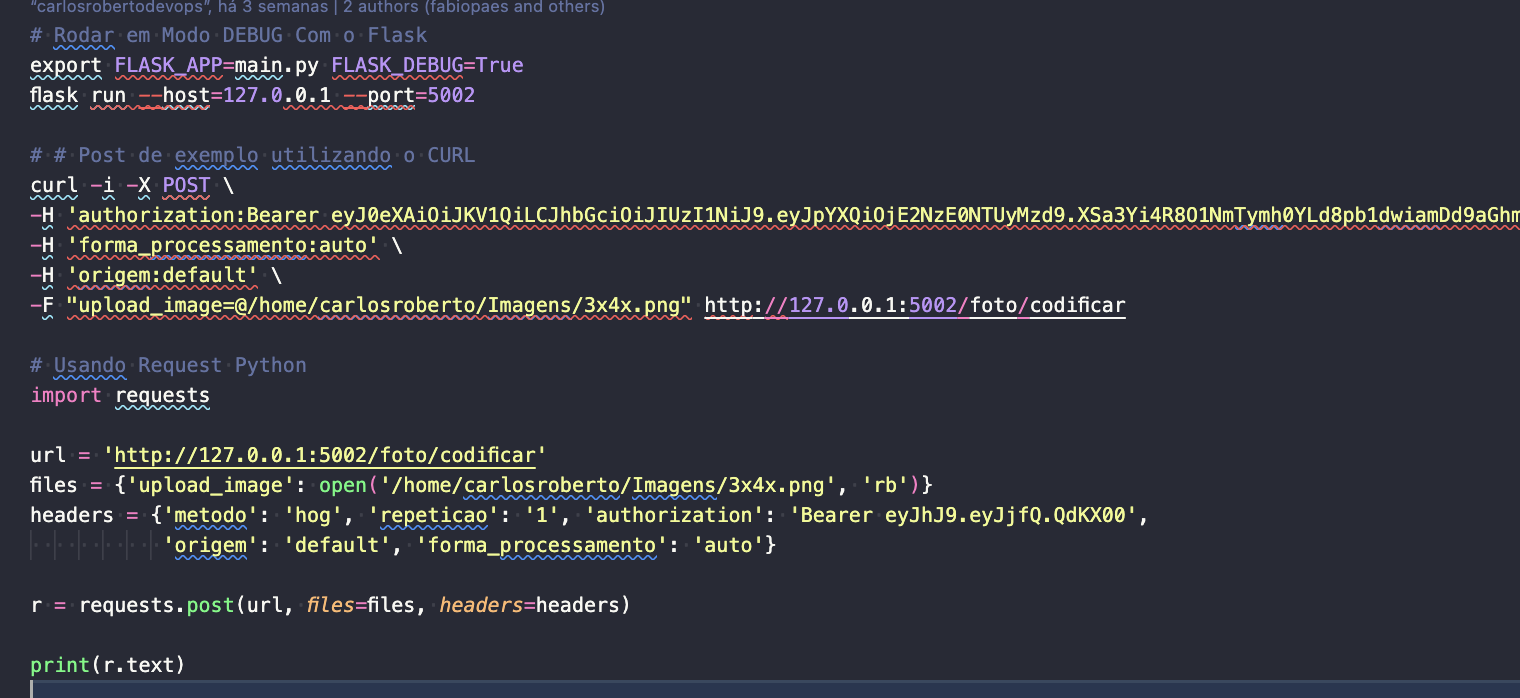 "carlosrobertodevops", há 3 semanas | 2 authors (fabiopaes and others)
# Rodar em Modo DEBUG Com o Flask
export FLASK_APP=main.py FLASK_DEBUG=True
flask run --host=127.0.0.1 --port=5002
# # Post de exemplo utilizando o CURL
curl -i -X POST \
-H 'authorization:Bearer eyJ0eXAiOiJKV1QiLCJhbGciOiJIUzI1NiJ9.eyJpYXQiOjE2NzE0NTUyMzd9.XSa3Yi4R8O1NmTymh0YLd8pb1dwiamDd9aGhm
-H 'forma_processamento:auto' \
-H 'origem:default' \
-F "upload_image=@/home/carlosroberto/Imagens/3x4x.png" http://127.0.0.1:5002/foto/codificar
# Usando Request Python
import requests
url = 'http://127.0.0.1:5002/foto/codificar'
files = {'upload_image': open('/home/carlosroberto/Imagens/3x4x.png', 'rb')}
headers = {'metodo': 'hog', 'repeticao': '1', 'authorization': 'Bearer eyJhJ9.eyJjfQ.QdKX00',
'origem': 'default', 'forma_processamento': 'auto'}
r = requests.post(url, files=files, headers=headers)
print(r.text)